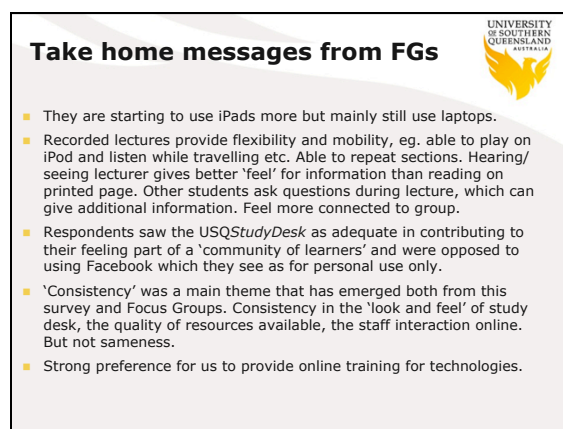 UNIVERSITY
OF SOUTHERN
QUEENSLAND
AUSTRALIA
Take home messages from FGs
They are starting to use iPads more but mainly still use laptops.
Recorded lectures provide flexibility and mobility, eg. able to play on
iPod and listen while travelling etc. Able to repeat sections. Hearing/
seeing lecturer gives better ‘feel’ for information than reading on
printed page. Other students ask questions during lecture, which can
give additional information. Feel more connected to group.
Respondents saw the USQStudyDesk as adequate in contributing to
their feeling part of a ‘community of learners’ and were opposed to
using Facebook which they see as for personal use only.
‘Consistency’ was a main theme that has emerged both from this
survey and Focus Groups. Consistency in the ‘look and feel’ of study
desk, the quality of resources available, the staff interaction online.
But not sameness.
Strong preference for us to provide online training for technologies.